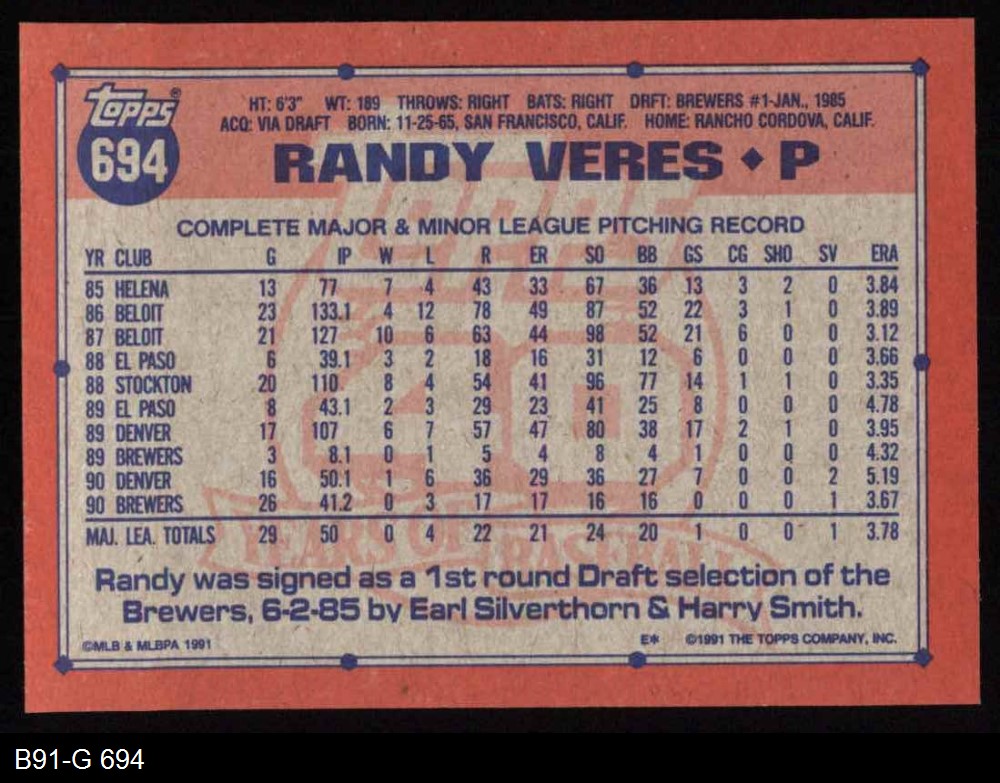 Topps®
694
HT: 6'3" WT: 189 THROWS: RIGHT BATS: RIGHT DRFT: BREWERS #1-JAN., 1985
ACQ: VIA DRAFT BORN: 11-25-65, SAN FRANCISCO, CALIF. HOME: RANCHO CORDOVA, CALIF.
RANDY VERES ♦ P
COMPLETE MAJOR & MINOR LEAGUE PITCHING RECORD
YR CLUB G IP W L R ER SO BB GS CG SHO SV ERA
85 HELENA 13 77 7 4 43 33 67 36 13 3 2 0 3.84
86 BELOIT 23 133.1 4 12 78 49 87 52 22 3 1 0 3.89
87 BELOIT 21 127 10 6 63 44 98 52 21 6 0 0 3.12
88 EL PASO 6 39.1 3 2 18 16 31 12 6 0 0 0 3.66
88 STOCKTON 20 110 8 4 54 41 96 77 14 1 1 0 3.35
89 EL PASO 8 43.1 2 3 29 23 41 25 8 0 0 0 4.78
89 DENVER 17 107 6 7 57 47 80 38 17 2 1 0 3.95
89 BREWERS 3 8.1 0 1 5 4 8 4 1 0 0 0 4.32
90 DENVER 16 50.1 1 6 36 29 36 27 7 0 0 2 5.19
90 BREWERS 26 41.2 0 3 17 17 16 16 0 0 0 1 3.67
MAJ. LEA. TOTALS 29 50 0 4 22 21 24 20 1 0 0 1 3.78
TOPPS
40
YEARS OF BASEBALL
Randy was signed as a 1st round Draft selection of the
Brewers, 6-2-85 by Earl Silverthorn & Harry Smith.
©MLB & MLBPA 1991 E* ©1991 THE TOPPS COMPANY, INC.
B91-G 694